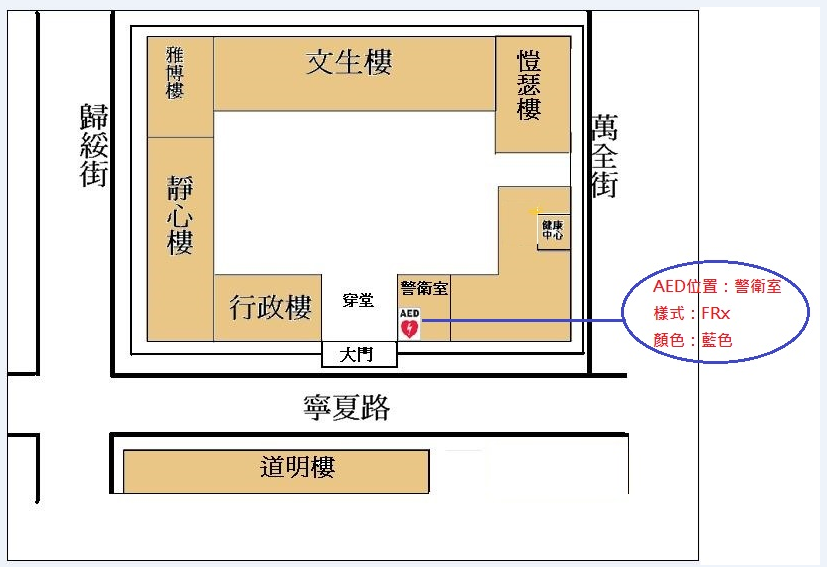 雅博樓
文生樓
愷瑟樓
歸綏街
萬全街
靜心樓
健康
中心
行政樓
穿堂
警衛室
AED
AED位置：警衛室
樣式：FRx
顏色：藍色
大門
寧夏路
道明樓